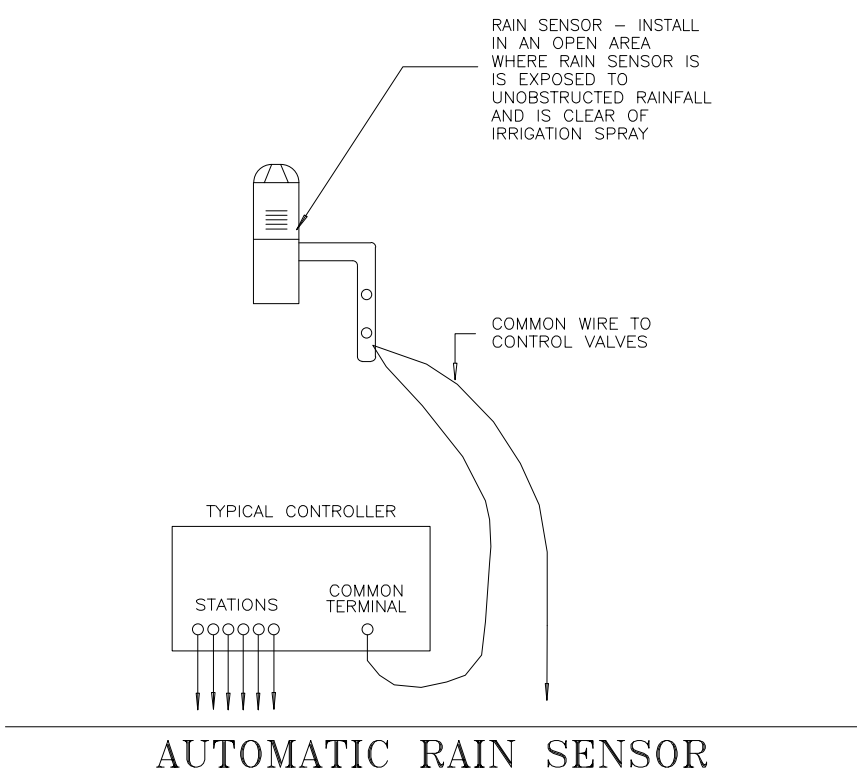 RAIN SENSOR – INSTALL
IN AN OPEN AREA
WHERE RAIN SENSOR IS
IS EXPOSED TO
UNOBSTRUCTED RAINFALL
AND IS CLEAR OF
IRRIGATION SPRAY
COMMON WIRE TO
CONTROL VALVES
TYPICAL CONTROLLER
STATIONS
COMMON
TERMINAL
AUTOMATIC RAIN SENSOR